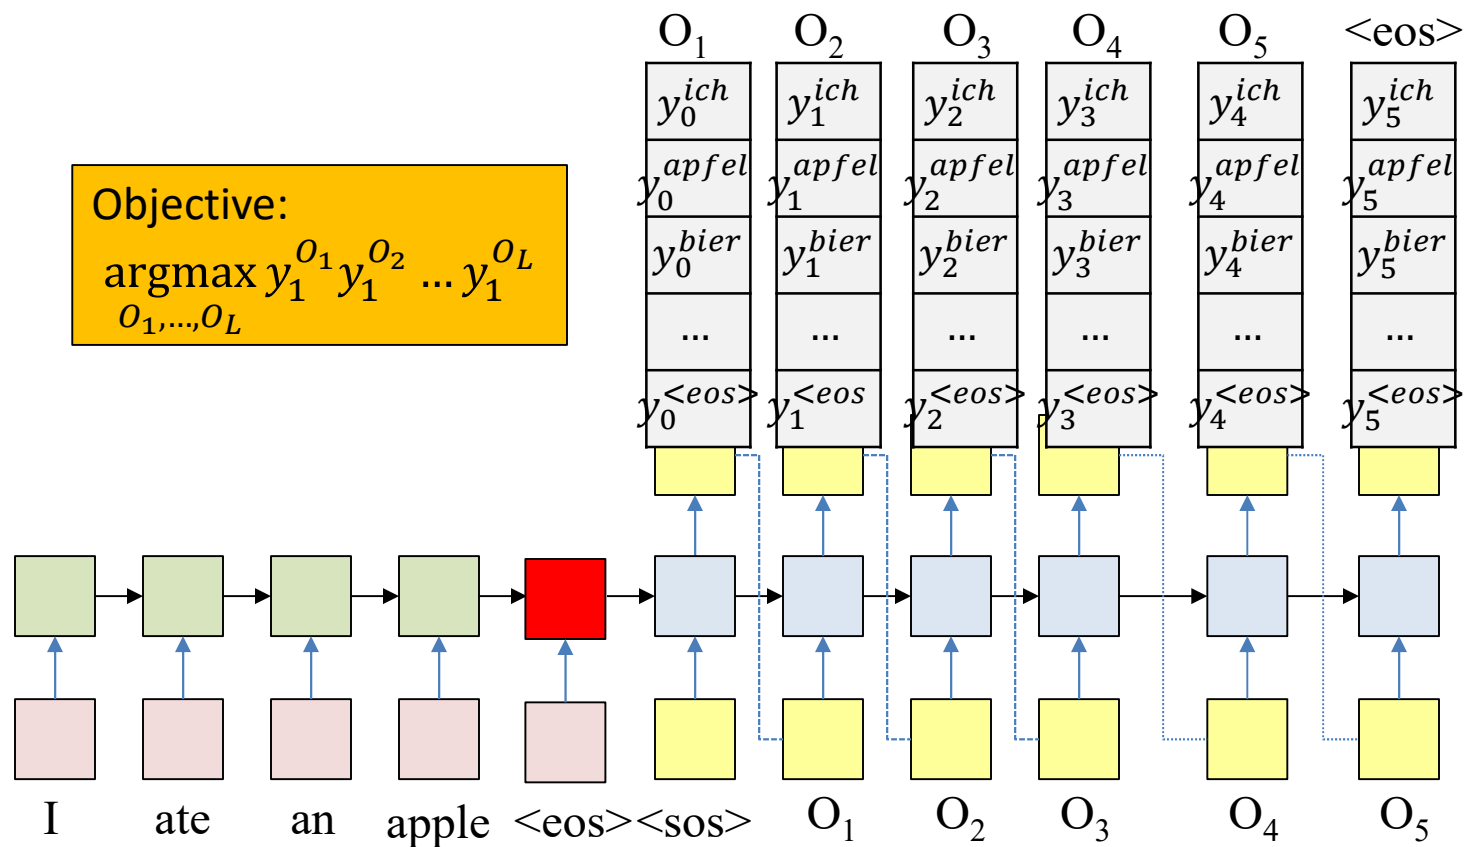 O₁ O₂ O₃ O₄ O₅ <eos>
y₀^ich y₁^ich y₂^ich y₃^ich y₄^ich y₅^ich
y₀^apfel y₁^apfel y₂^apfel y₃^apfel y₄^apfel y₅^apfel
y₀^bier y₁^bier y₂^bier y₃^bier y₄^bier y₅^bier
... ... ... ... ... ...
y₀^<eos> y₁^<eos y₂^<eos> y₃^<eos> y₄^<eos> y₅^<eos>
Objective:
argmax y₁^O₁ y₁^O₂ … y₁^O_L
O₁,…,O_L
I ate an apple <eos> <sos> O₁ O₂ O₃ O₄ O₅